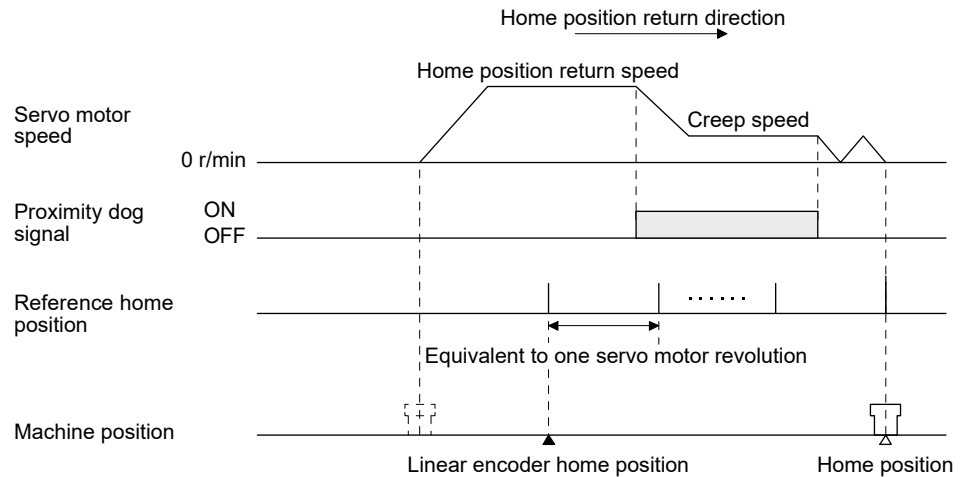 Home position return direction
Home position return speed
Servo motor
speed
Creep speed
0 r/min
Proximity dog
signal
ON
OFF
Reference home
position
Equivalent to one servo motor revolution
Machine position
Linear encoder home position
Home position